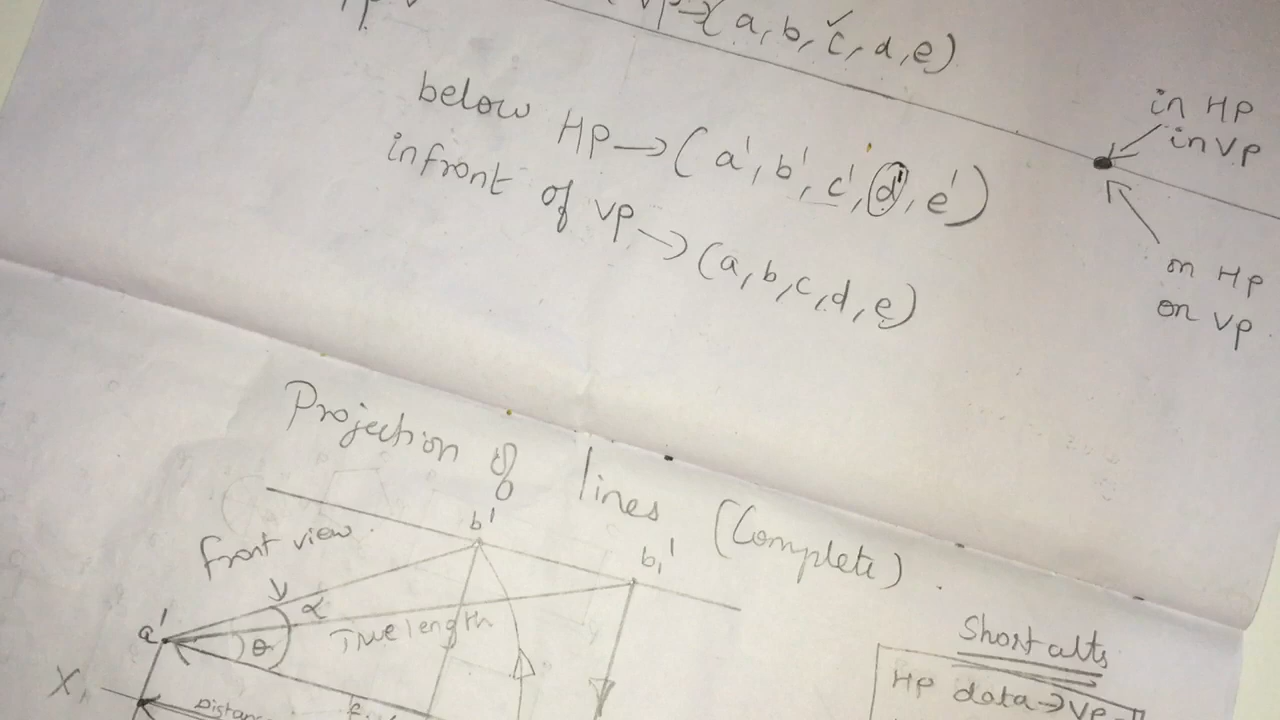 VP→(a, b, c, d, e)
below HP→(a', b', c', d', e')
infront of VP→(a, b, c, d, e)
in HP
in VP
on HP
on VP
Projection of lines (Complete).
front view.
b'
b₁'
a'
α
θ
True length
X₁
Short alts
HP data→VP